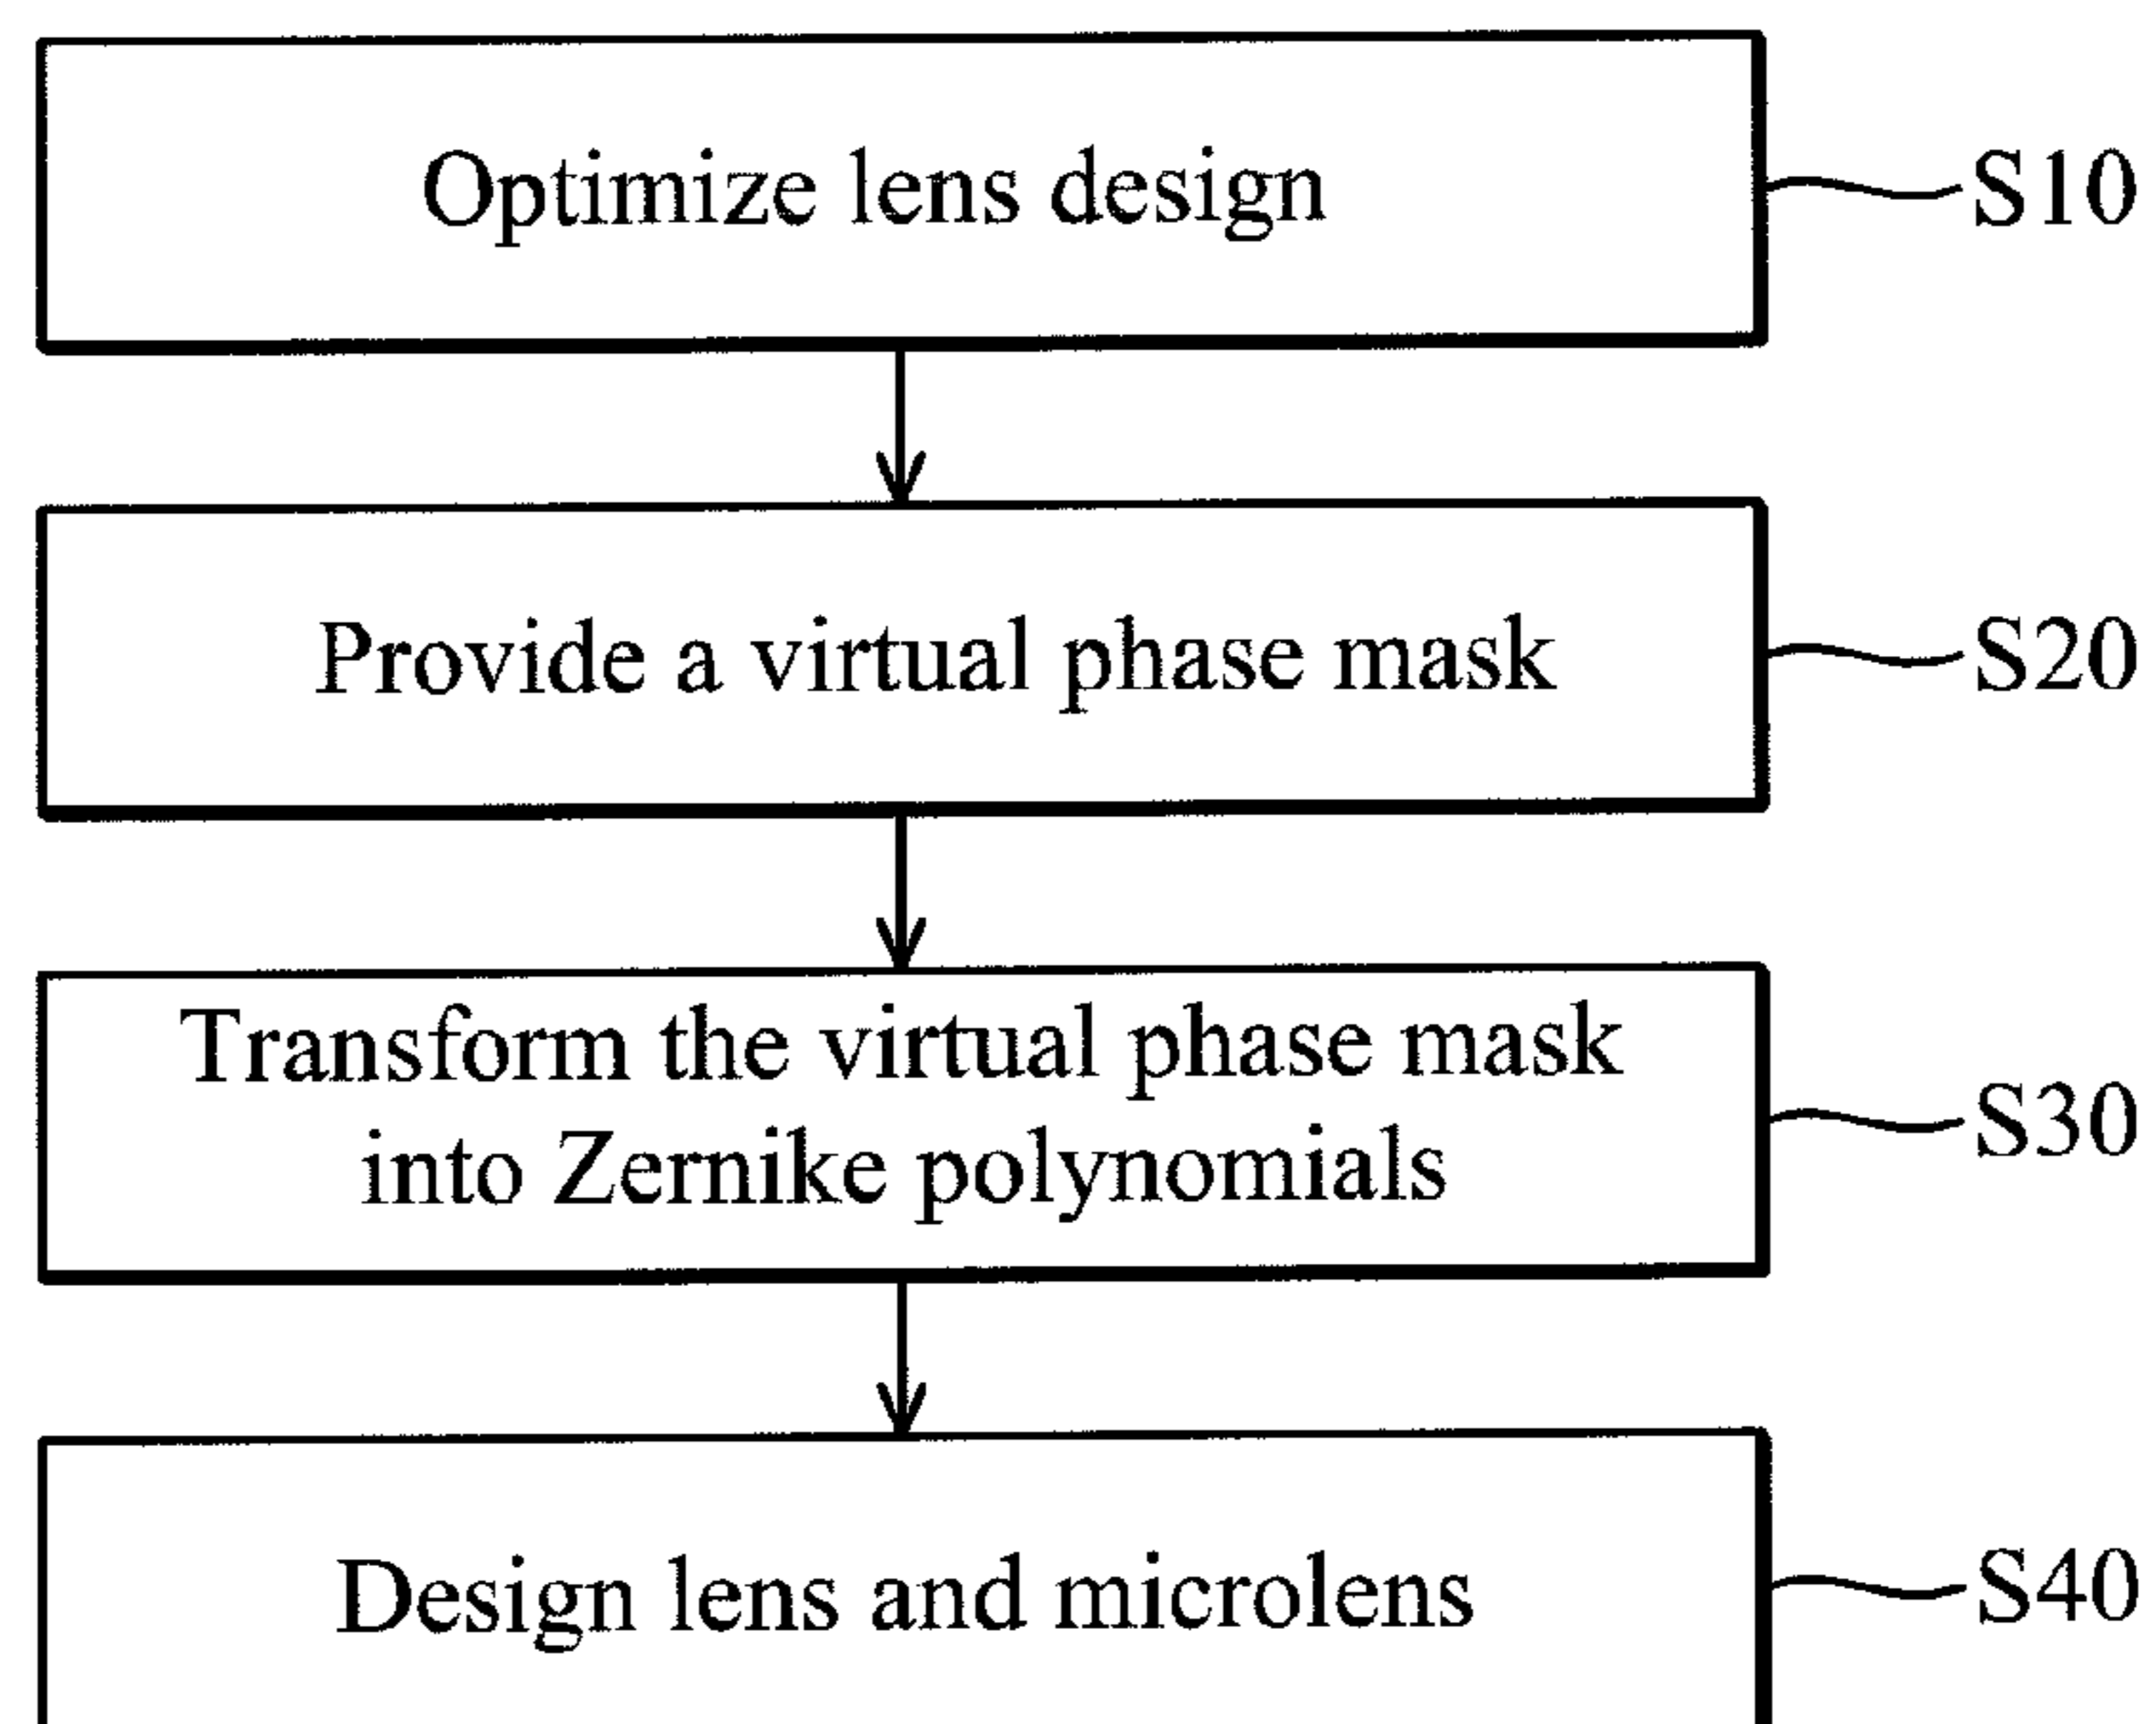 Optimize lens design
S10
Provide a virtual phase mask
S20
Transform the virtual phase mask
into Zernike polynomials
S30
Design lens and microlens
S40